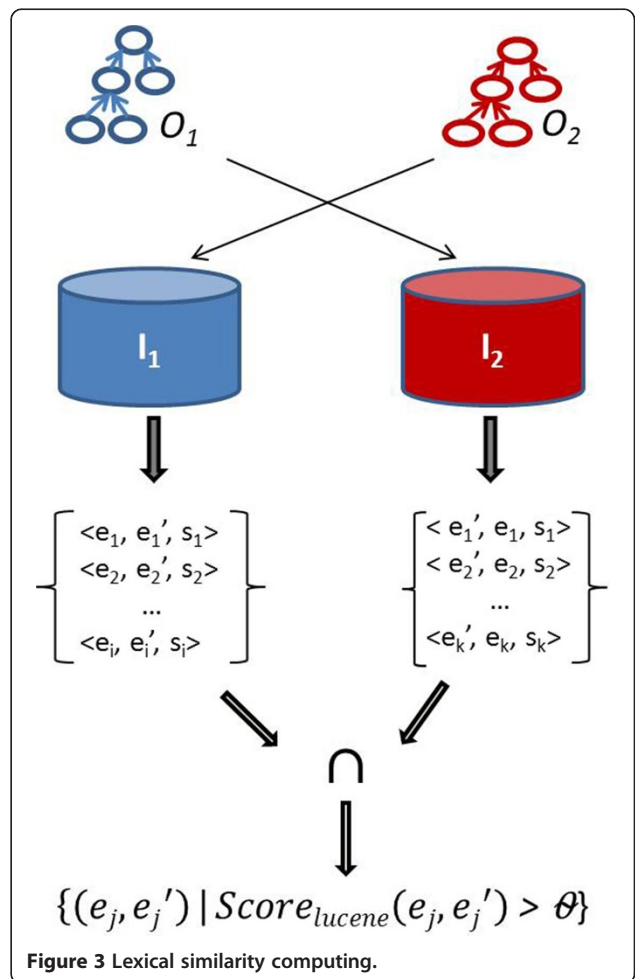 O₁ O₂
I₁ I₂
<e₁, e₁′, s₁> < e₁′, e₁, s₁>
<e₂, e₂′, s₂> < e₂′, e₂, s₂>
... ...
<eᵢ, eᵢ′, sᵢ> <eₖ′, eₖ, sₖ>
∩
{(eⱼ, eⱼ′) | Score_lucene(eⱼ, eⱼ′) > θ}
Figure 3 Lexical similarity computing.